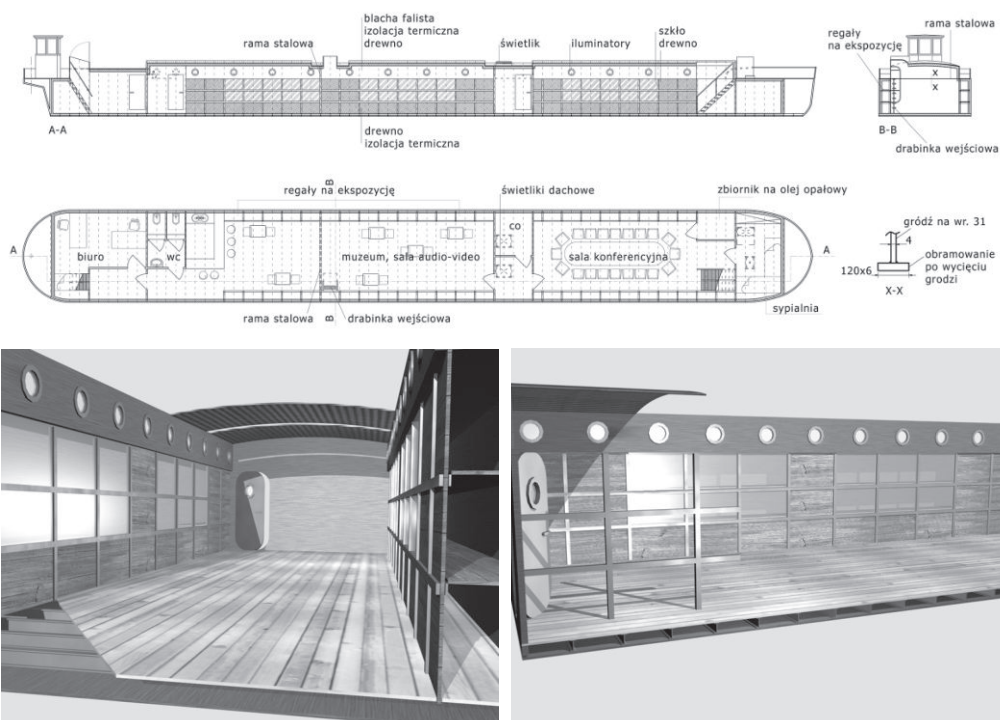 blacha falista
izolacja termiczna
drewno
rama stalowa
świetlik
iluminatory
szkło
drewno
A-A
drewno
izolacja termiczna
rama stalowa
regały
na ekspozycję
x
x
B-B
drabinka wejściowa
B
regały na ekspozycję
świetliki dachowe
zbiornik na olej opałowy
A
biuro
wc
muzeum, sala audio-video
co
sala konferencyjna
A
rama stalowa
B
drabinka wejściowa
sypialnia
gródź na wr. 31
4
120x6
obramowanie
po wycięciu
grodzi
X-X